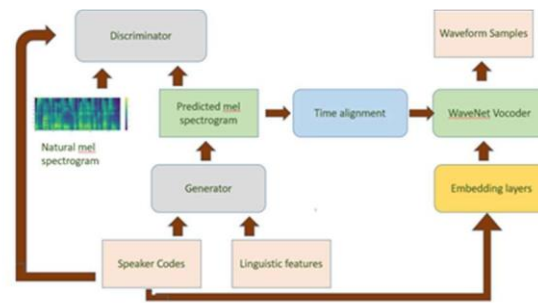 Discriminator
Waveform Samples
Predicted mel
spectrogram
Time alignment
WaveNet Vocoder
Natural mel
spectrogram
Generator
Embedding layers
Speaker Codes
Linguistic features